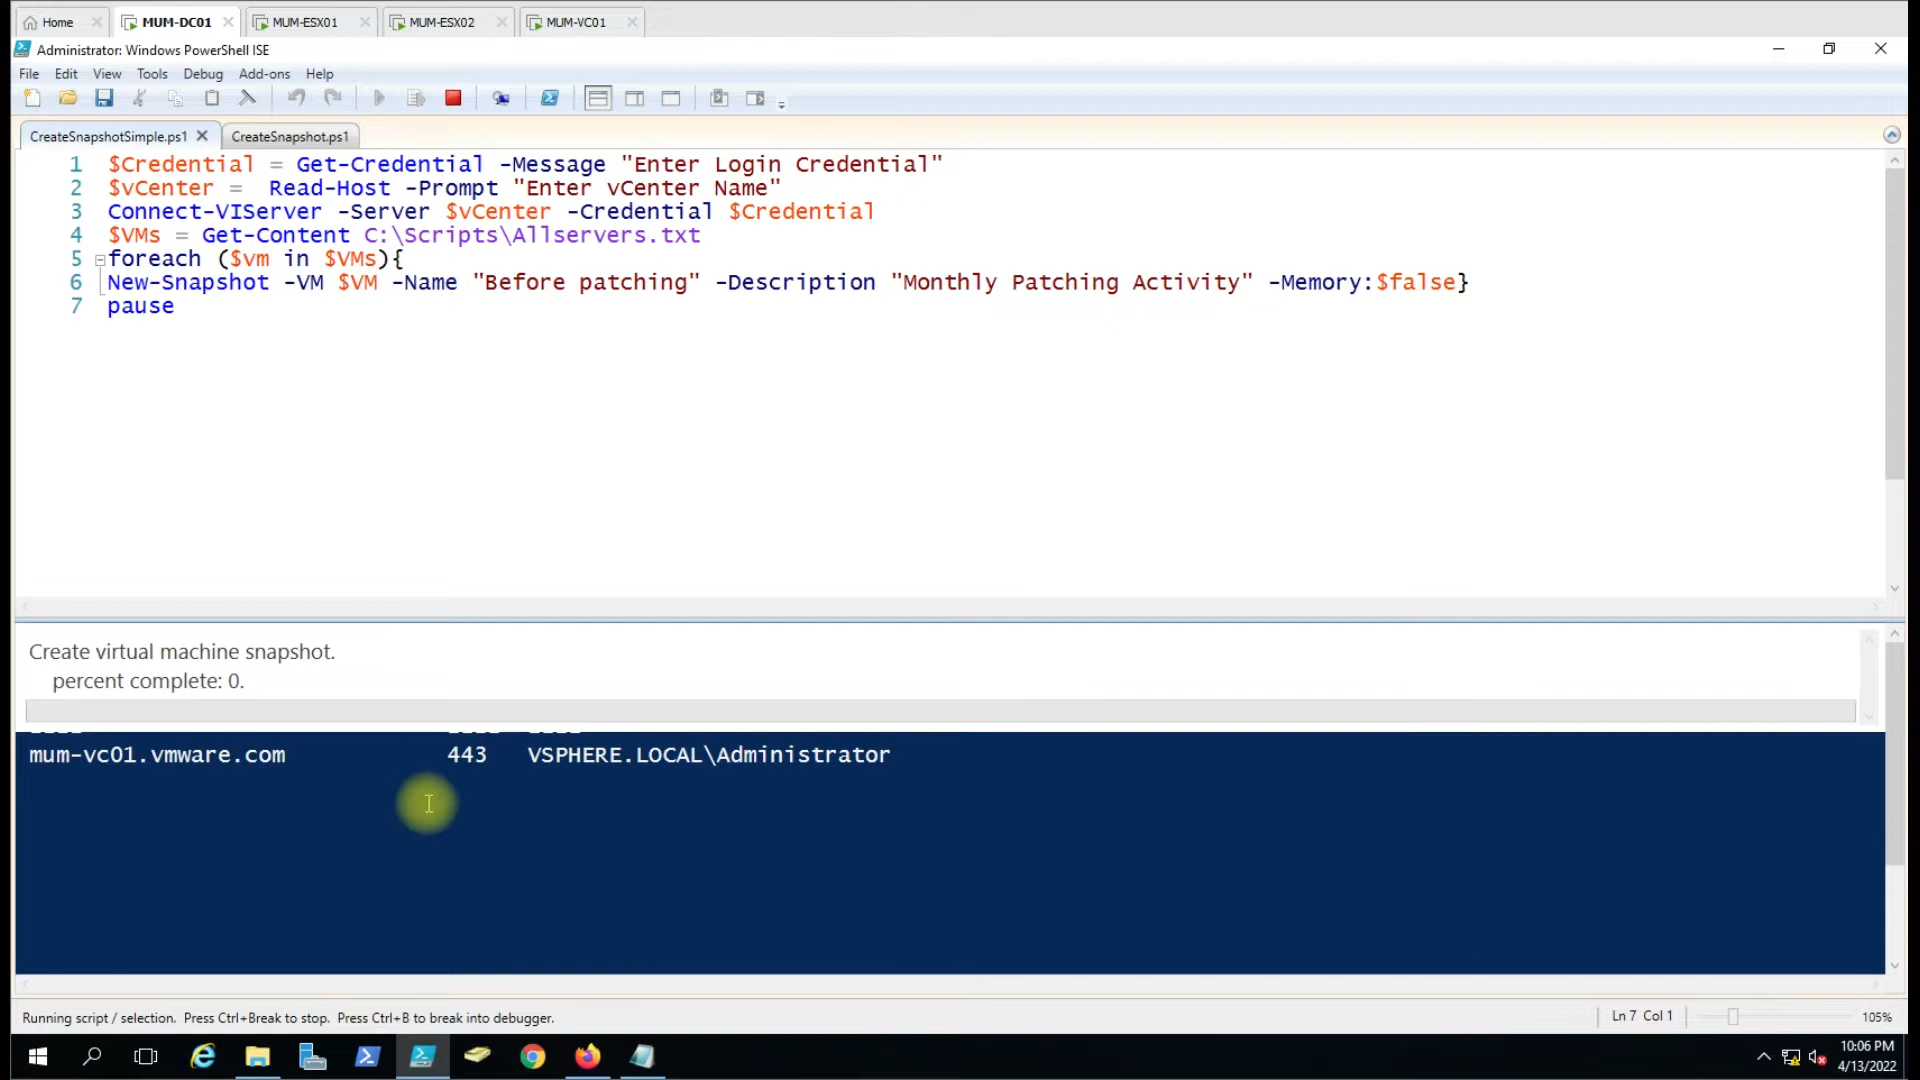 Home MUM-DC01 MUM-ESX01 MUM-ESX02 MUM-VC01
Administrator: Windows PowerShell ISE
File Edit View Tools Debug Add-ons Help
CreateSnapshotSimple.ps1 CreateSnapshot.ps1
1 $Credential = Get-Credential -Message "Enter Login Credential"
2 $vCenter = Read-Host -Prompt "Enter vCenter Name"
3 Connect-VIServer -Server $vCenter -Credential $Credential
4 $VMs = Get-Content C:\Scripts\Allservers.txt
5 foreach ($vm in $VMs){
6 New-Snapshot -VM $VM -Name "Before patching" -Description "Monthly Patching Activity" -Memory:$false}
7 pause
Create virtual machine snapshot.
percent complete: 0.
mum-vc01.vmware.com 443 VSPHERE.LOCAL\Administrator
Running script / selection. Press Ctrl+Break to stop. Press Ctrl+B to break into debugger.
Ln 7 Col 1
105%
10:06 PM
4/13/2022